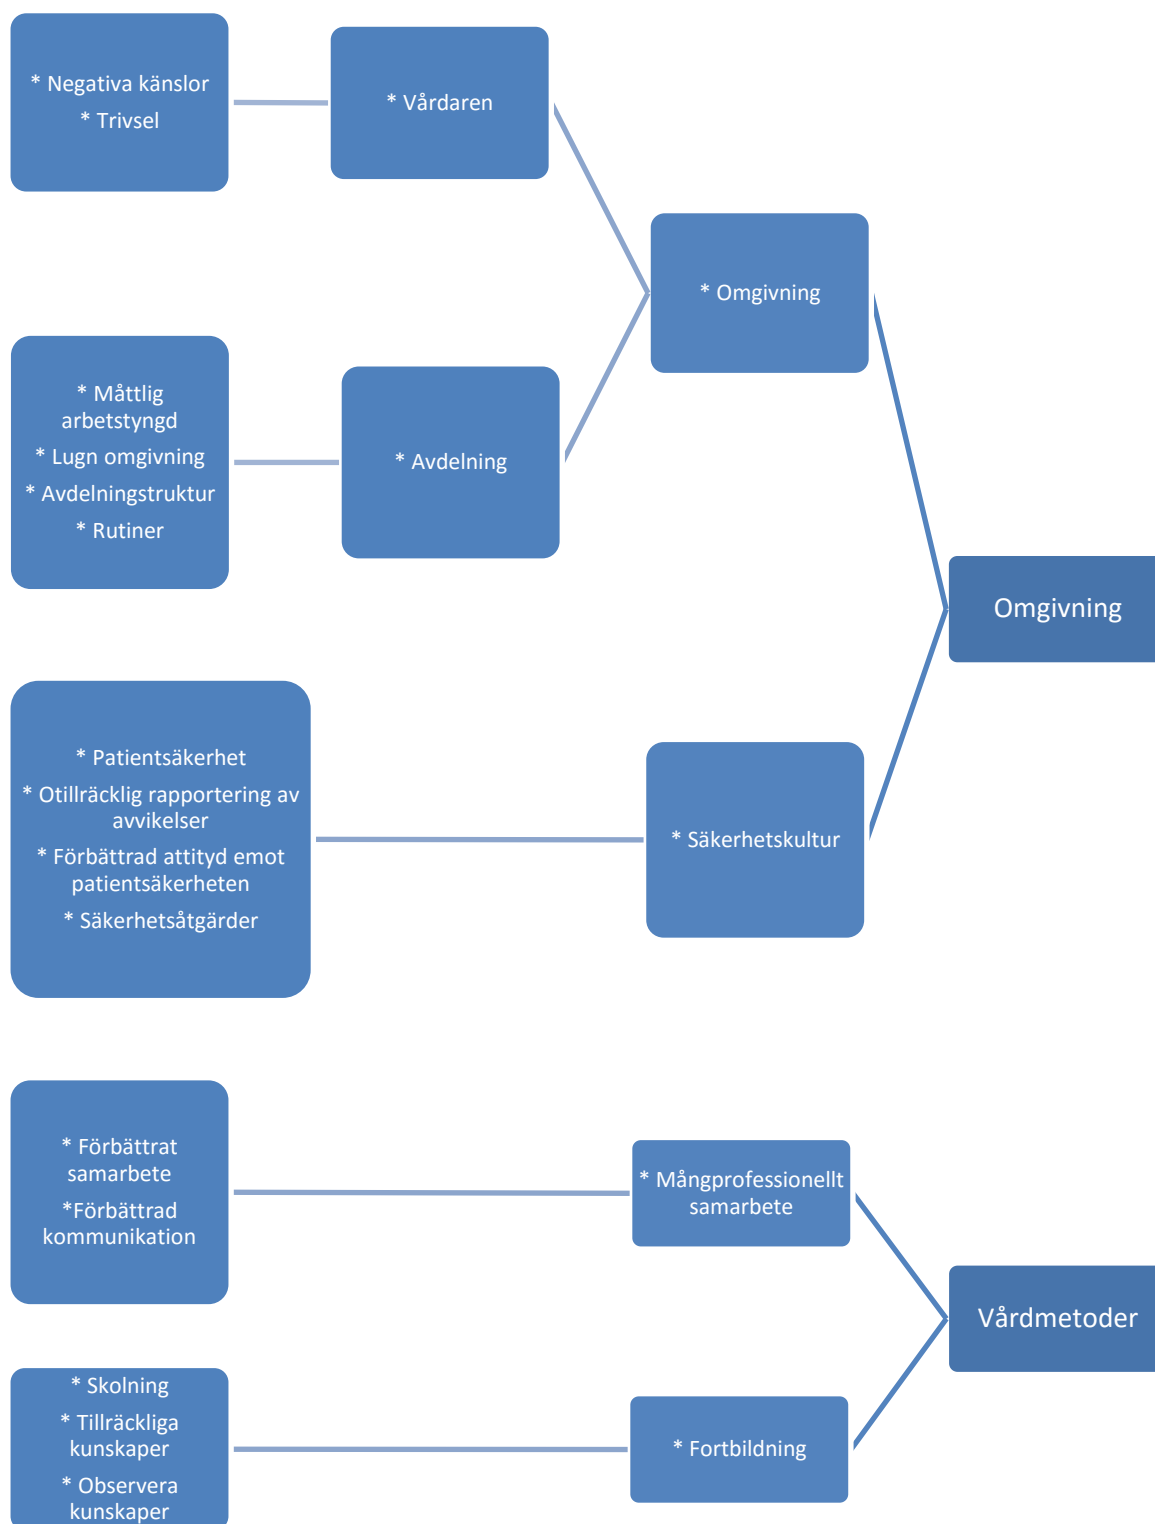 * Negativa känslor
* Trivsel
* Vårdaren
* Omgivning
* Måttlig
arbetstyngd
* Lugn omgivning
* Avdelningstruktur
* Rutiner
* Avdelning
Omgivning
* Patientsäkerhet
* Otillräcklig rapportering av
avvikelser
* Förbättrad attityd emot
patientsäkerheten
* Säkerhetsåtgärder
* Säkerhetskultur
* Förbättrat
samarbete
*Förbättrad
kommunikation
* Mångprofessionellt
samarbete
Vårdmetoder
* Skolning
* Tillräckliga
kunskaper
* Observera
kunskaper
* Fortbildning